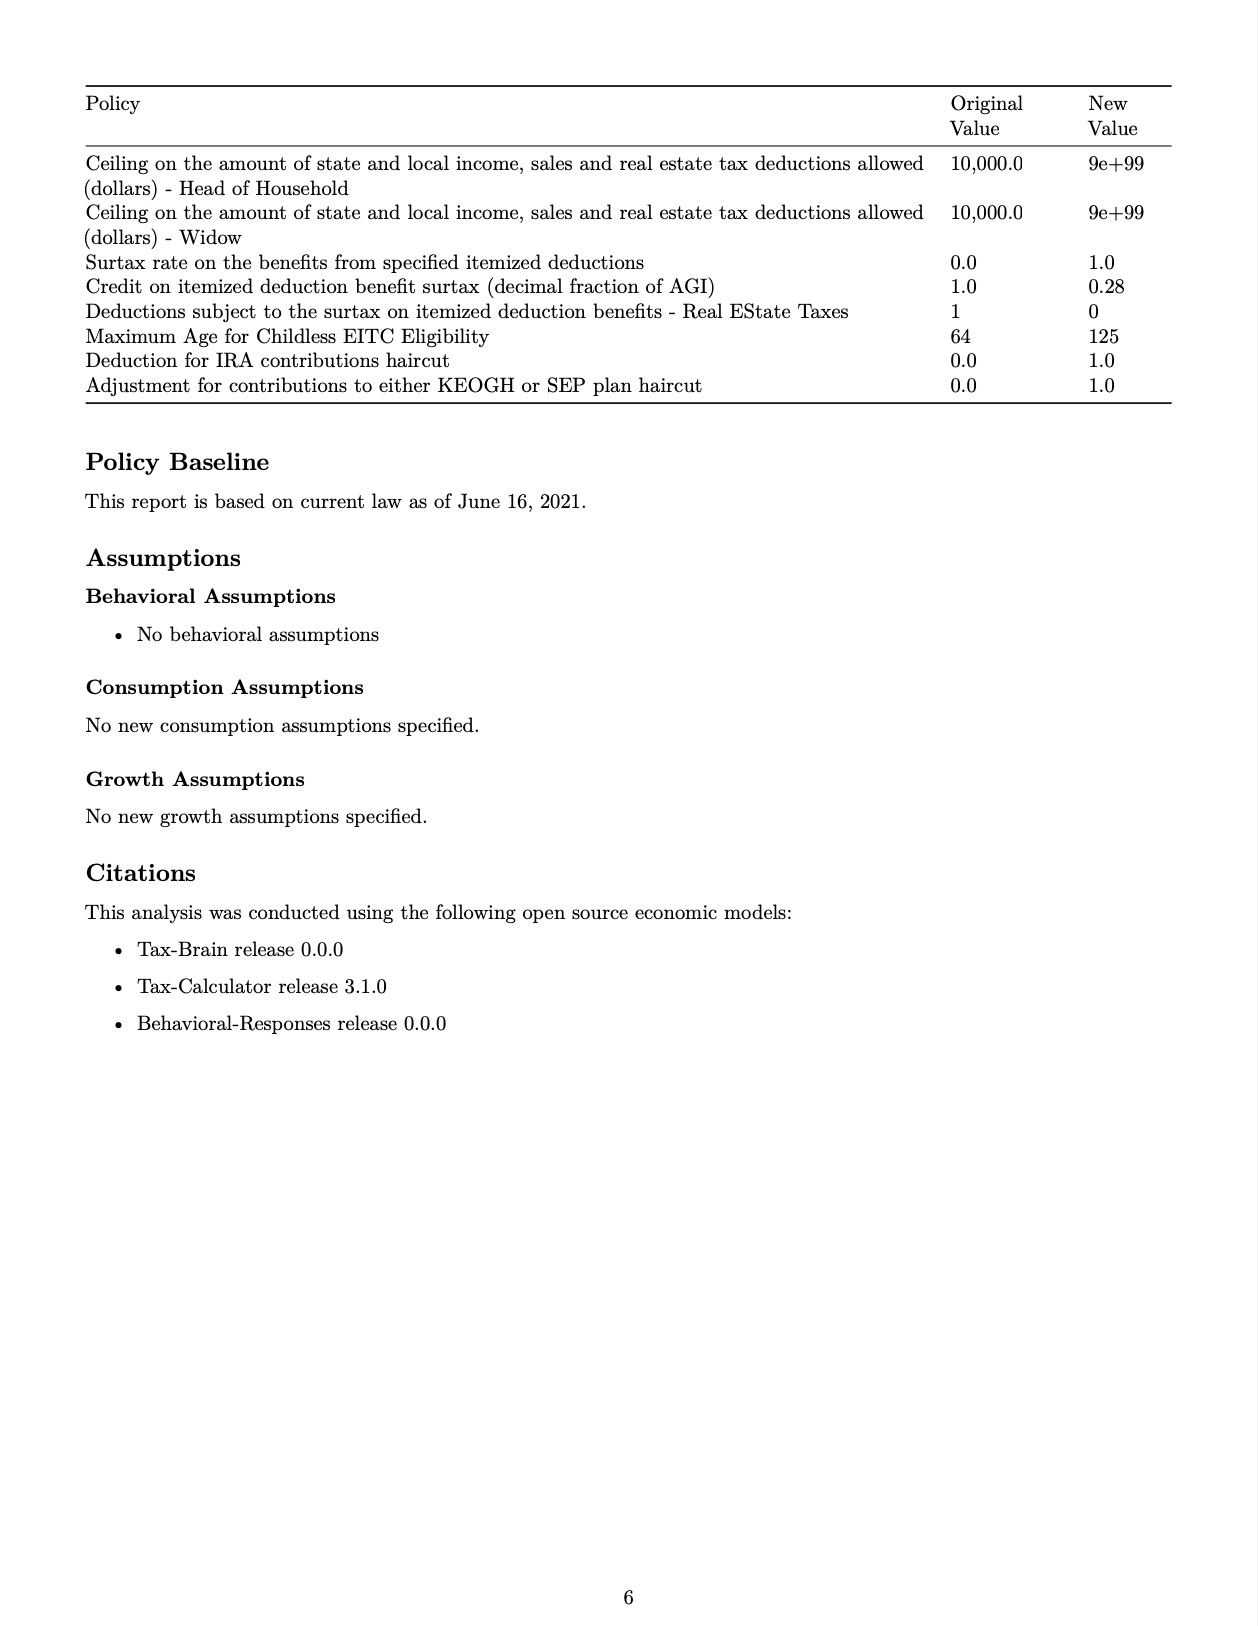 Policy Original New
Value Value
Ceiling on the amount of state and local income, sales and real estate tax deductions allowed 10,000.0 9e+99
(dollars) - Head of Household
Ceiling on the amount of state and local income, sales and real estate tax deductions allowed 10,000.0 9e+99
(dollars) - Widow
Surtax rate on the benefits from specified itemized deductions 0.0 1.0
Credit on itemized deduction benefit surtax (decimal fraction of AGI) 1.0 0.28
Deductions subject to the surtax on itemized deduction benefits - Real EState Taxes 1 0
Maximum Age for Childless EITC Eligibility 64 125
Deduction for IRA contributions haircut 0.0 1.0
Adjustment for contributions to either KEOGH or SEP plan haircut 0.0 1.0
Policy Baseline
This report is based on current law as of June 16, 2021.
Assumptions
Behavioral Assumptions
• No behavioral assumptions
Consumption Assumptions
No new consumption assumptions specified.
Growth Assumptions
No new growth assumptions specified.
Citations
This analysis was conducted using the following open source economic models:
• Tax-Brain release 0.0.0
• Tax-Calculator release 3.1.0
• Behavioral-Responses release 0.0.0
6